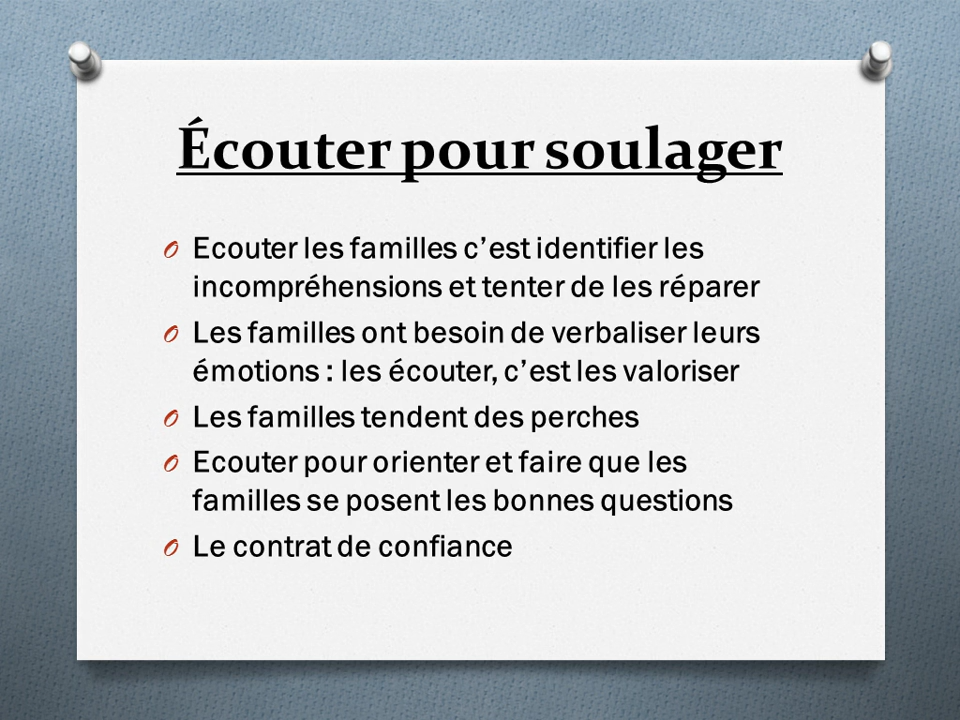 Écouter pour soulager
Ecouter les familles c’est identifier les
incompréhensions et tenter de les réparer
Les familles ont besoin de verbaliser leurs
émotions : les écouter, c’est les valoriser
Les familles tendent des perches
Ecouter pour orienter et faire que les
familles se posent les bonnes questions
Le contrat de confiance